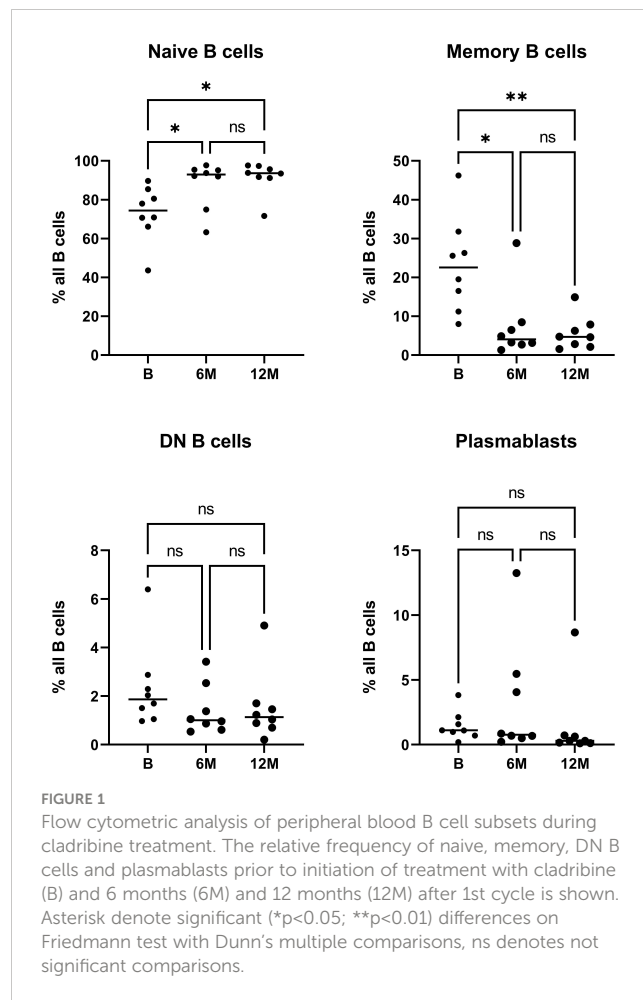 Naive B cells
*
*
ns
100
80
60
40
20
0
% all B cells
B 6M 12M
Memory B cells
**
*
ns
50
40
30
20
10
0
% all B cells
B 6M 12M
DN B cells
ns
ns
ns
8
6
4
2
0
% all B cells
B 6M 12M
Plasmablasts
ns
ns
ns
15
10
5
0
% all B cells
B 6M 12M
FIGURE 1
Flow cytometric analysis of peripheral blood B cell subsets during
cladribine treatment. The relative frequency of naive, memory, DN B
cells and plasmablasts prior to initiation of treatment with cladribine
(B) and 6 months (6M) and 12 months (12M) after 1st cycle is shown.
Asterisk denote significant (*p<0.05; **p<0.01) differences on
Friedmann test with Dunn's multiple comparisons, ns denotes not
significant comparisons.